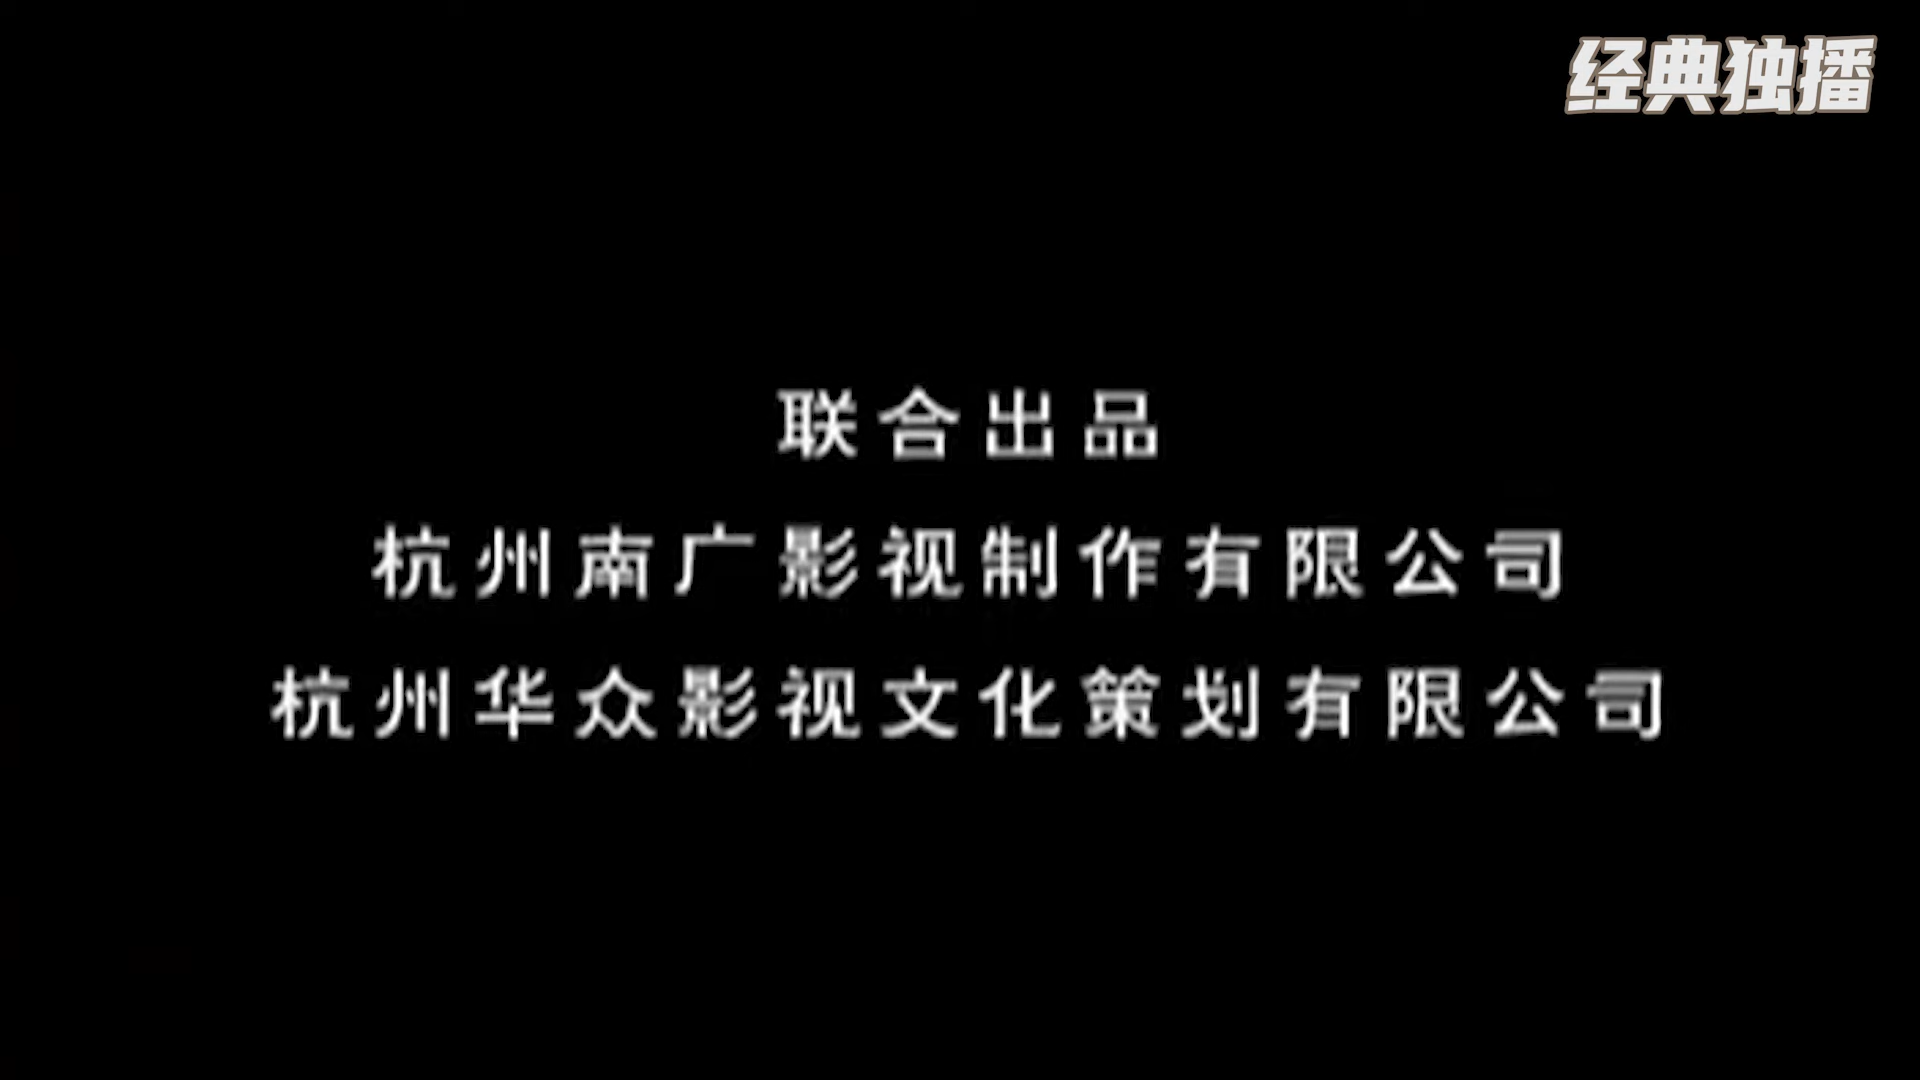 经典独播
联合出品
杭州南广影视制作有限公司
杭州华众影视文化策划有限公司